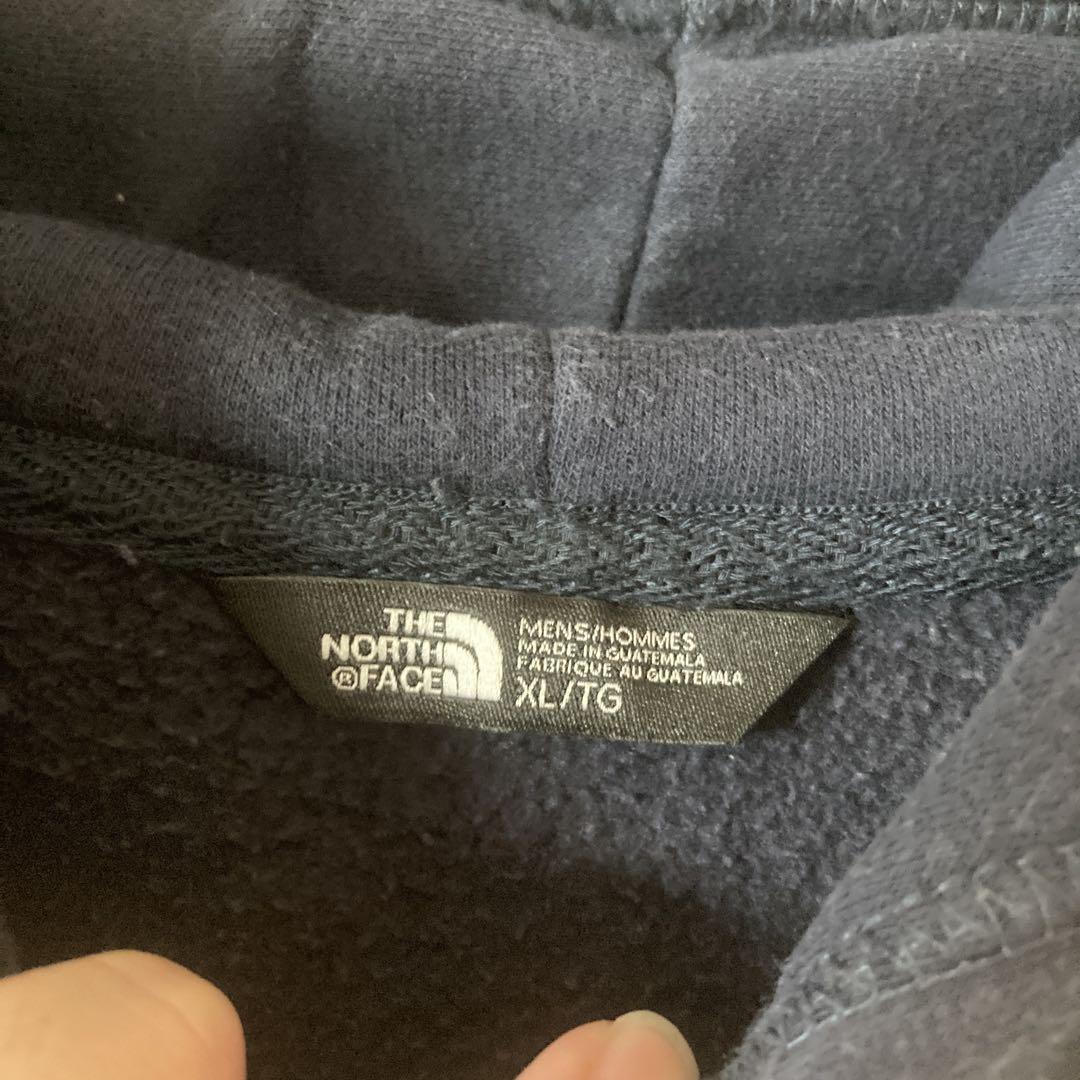 THE
NORTH
®FACE
MENS/HOMMES
MADE IN GUATEMALA
FABRIQUE AU GUATEMALA
XL/TG